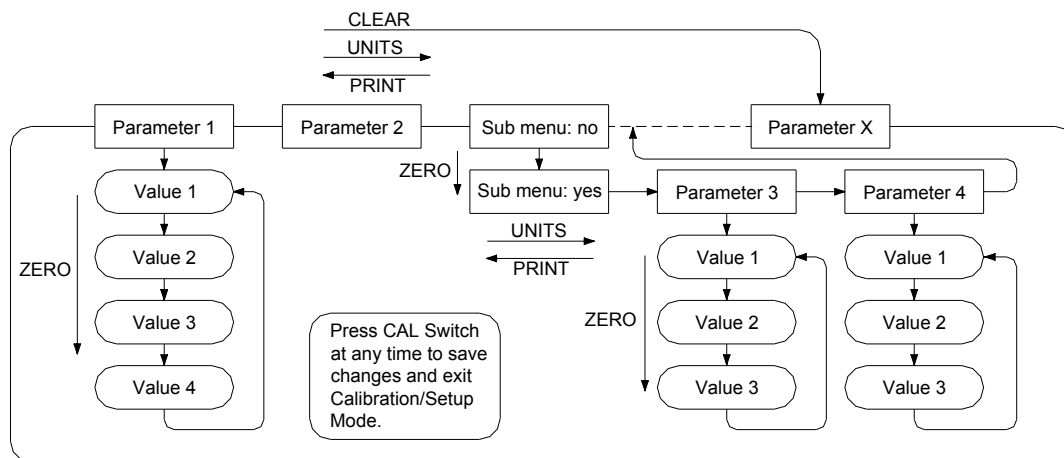 CLEAR
UNITS
PRINT
Parameter 1
Parameter 2
Sub menu: no
Parameter X
ZERO
Sub menu: yes
Parameter 3
Parameter 4
Value 1
Value 2
Value 3
Value 4
ZERO
UNITS
PRINT
Press CAL Switch
at any time to save
changes and exit
Calibration/Setup
Mode.
ZERO
Value 1
Value 2
Value 3
Value 1
Value 2
Value 3